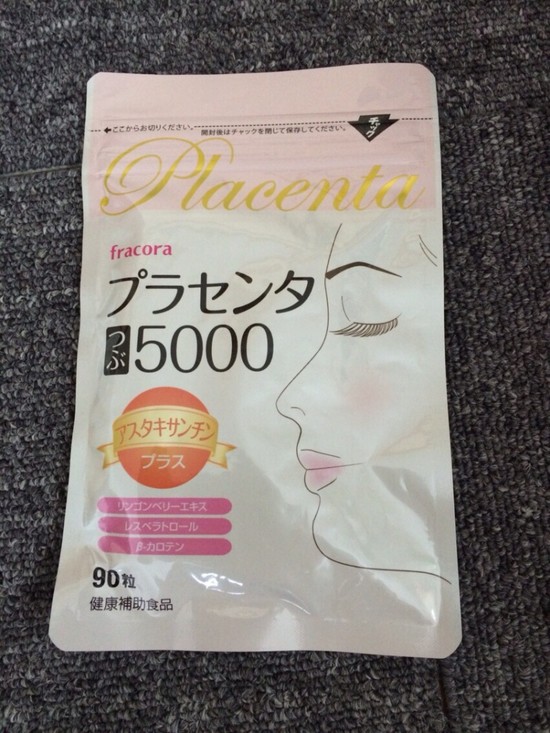 ここからお切りください。
開封後はチャックを閉じて保存してください。
チャック
Placenta
fracora
プラセンタ
つぶ5000
アスタキサンチン
プラス
リンゴンベリーエキス
レスベラトロール
β-カロテン
90粒
健康補助食品